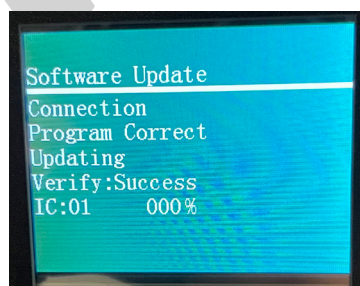 Software Update
Connection
Program Correct
Updating
Verify:Success
IC:01 000%